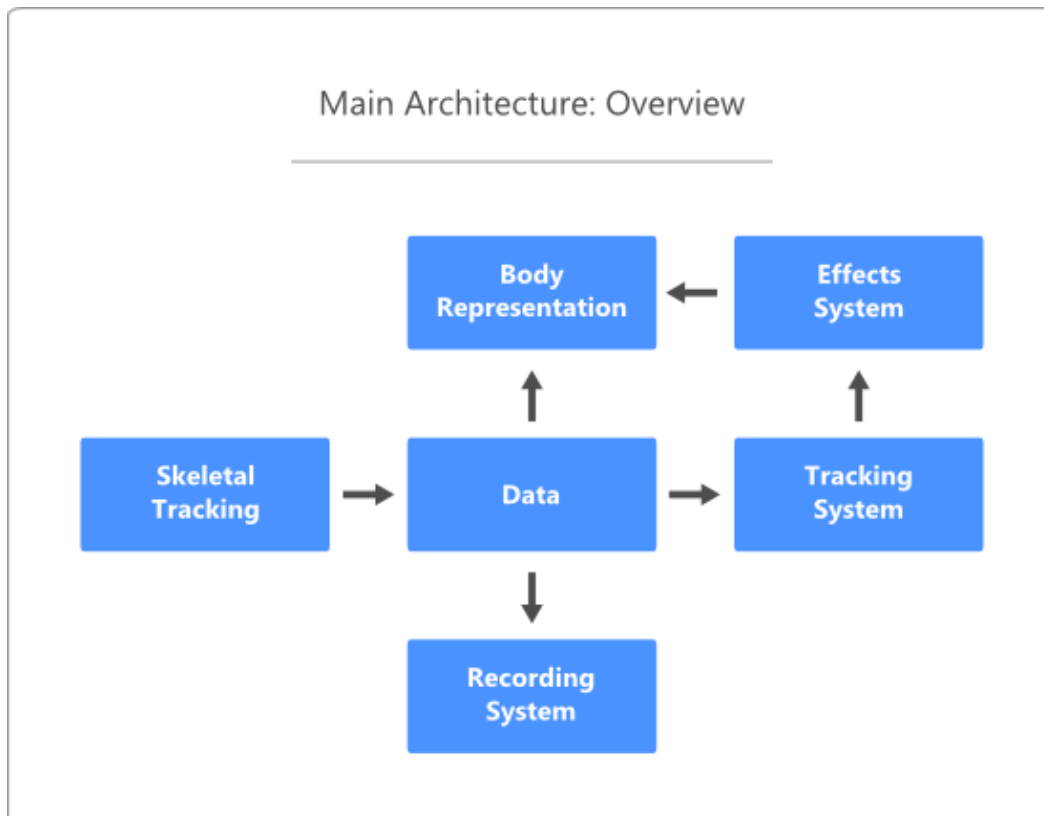 Main Architecture: Overview
Body
Representation
Effects
System
Skeletal
Tracking
Data
Tracking
System
Recording
System